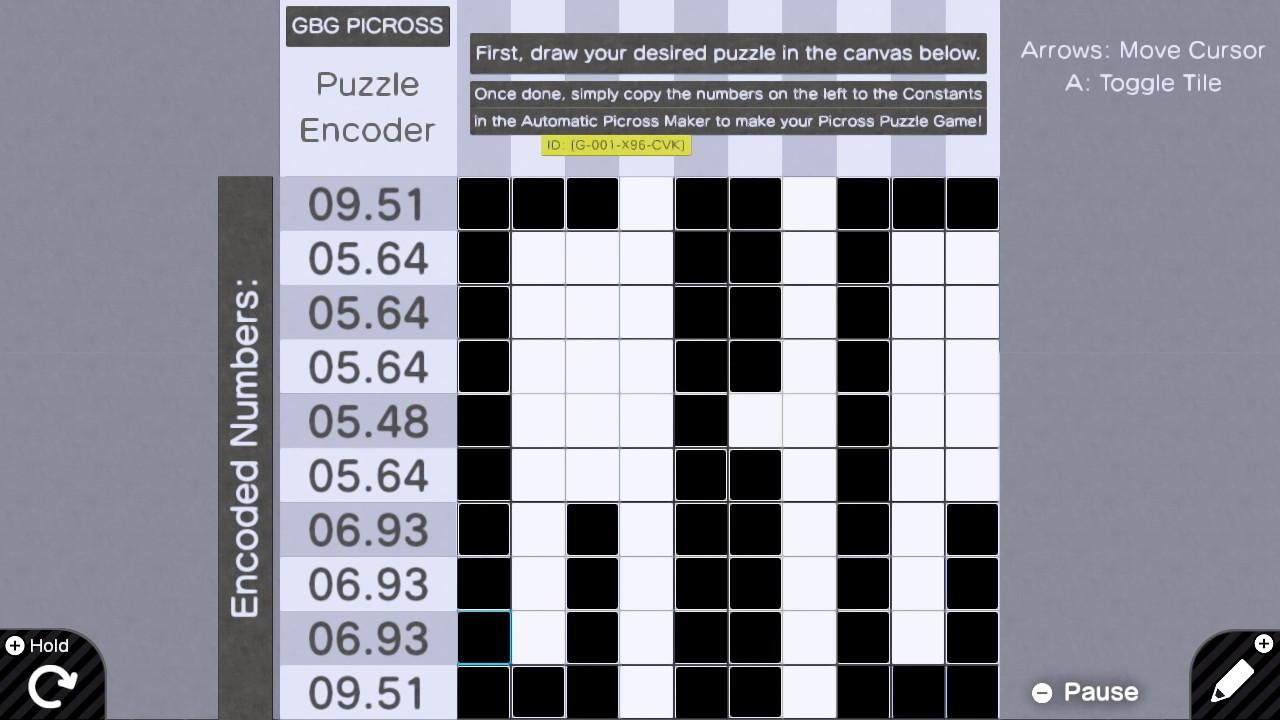 GBG PICROSS
Puzzle
Encoder
First, draw your desired puzzle in the canvas below.
Once done, simply copy the numbers on the left to the Constants
in the Automatic Picross Maker to make your Picross Puzzle Game!
ID: (G-001-X96-CVK)
Arrows: Move Cursor
A: Toggle Tile
Encoded Numbers:
09.51
05.64
05.64
05.64
05.48
05.64
06.93
06.93
06.93
09.51
Hold
Pause